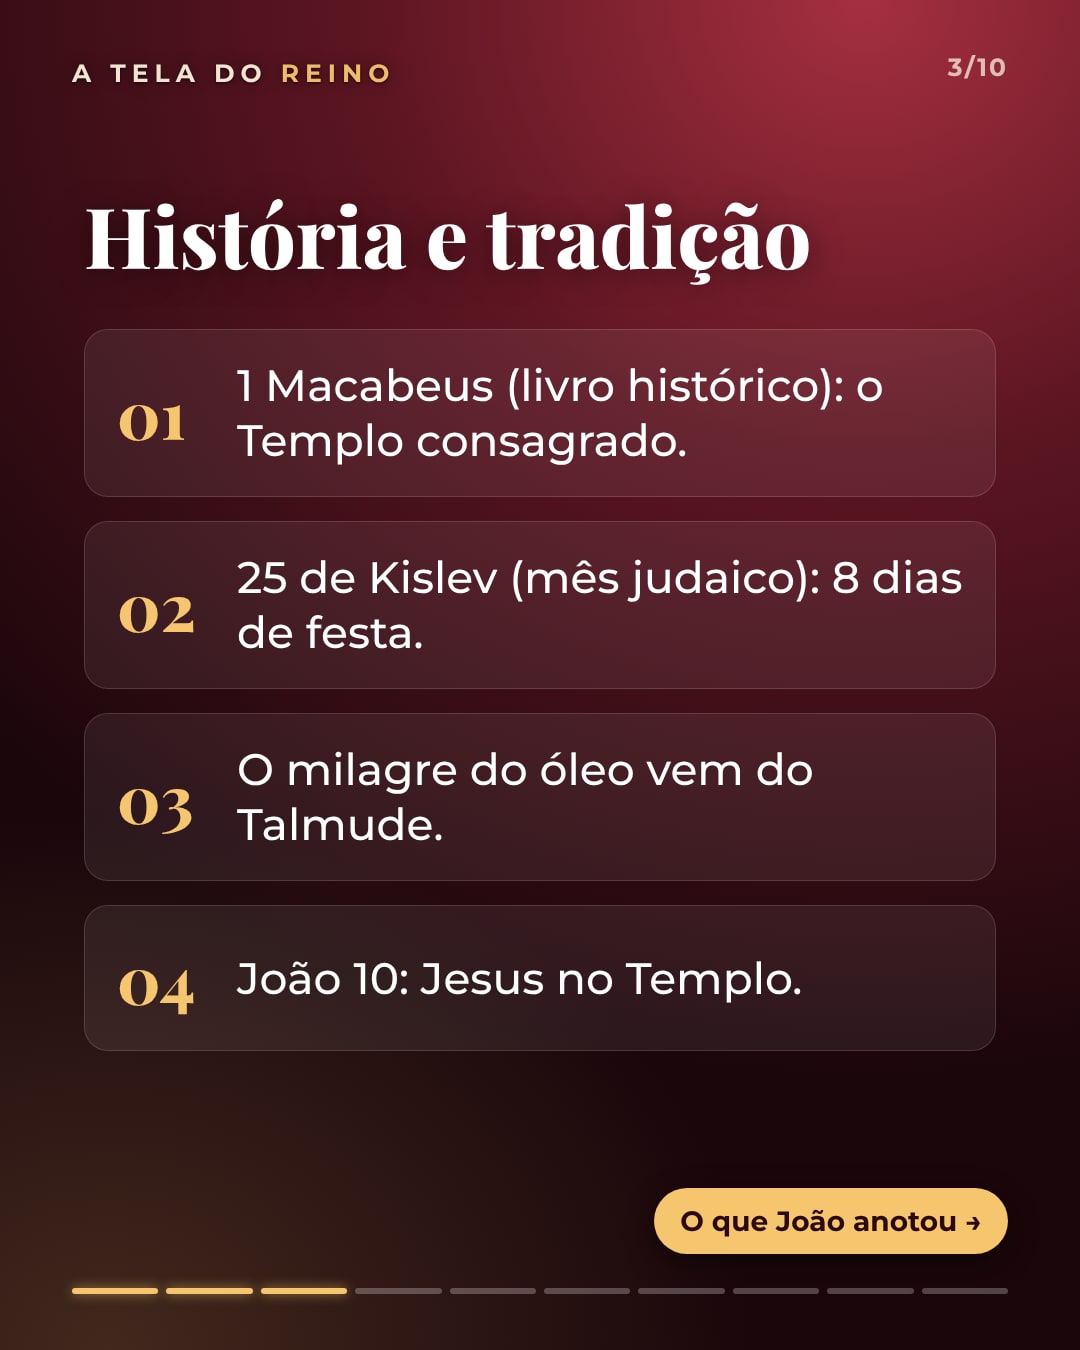 A TELA DO REINO
3/10
História e tradição
01
1 Macabeus (livro histórico): o
Templo consagrado.
02
25 de Kislev (mês judaico): 8 dias
de festa.
03
O milagre do óleo vem do
Talmude.
04
João 10: Jesus no Templo.
O que João anotou →